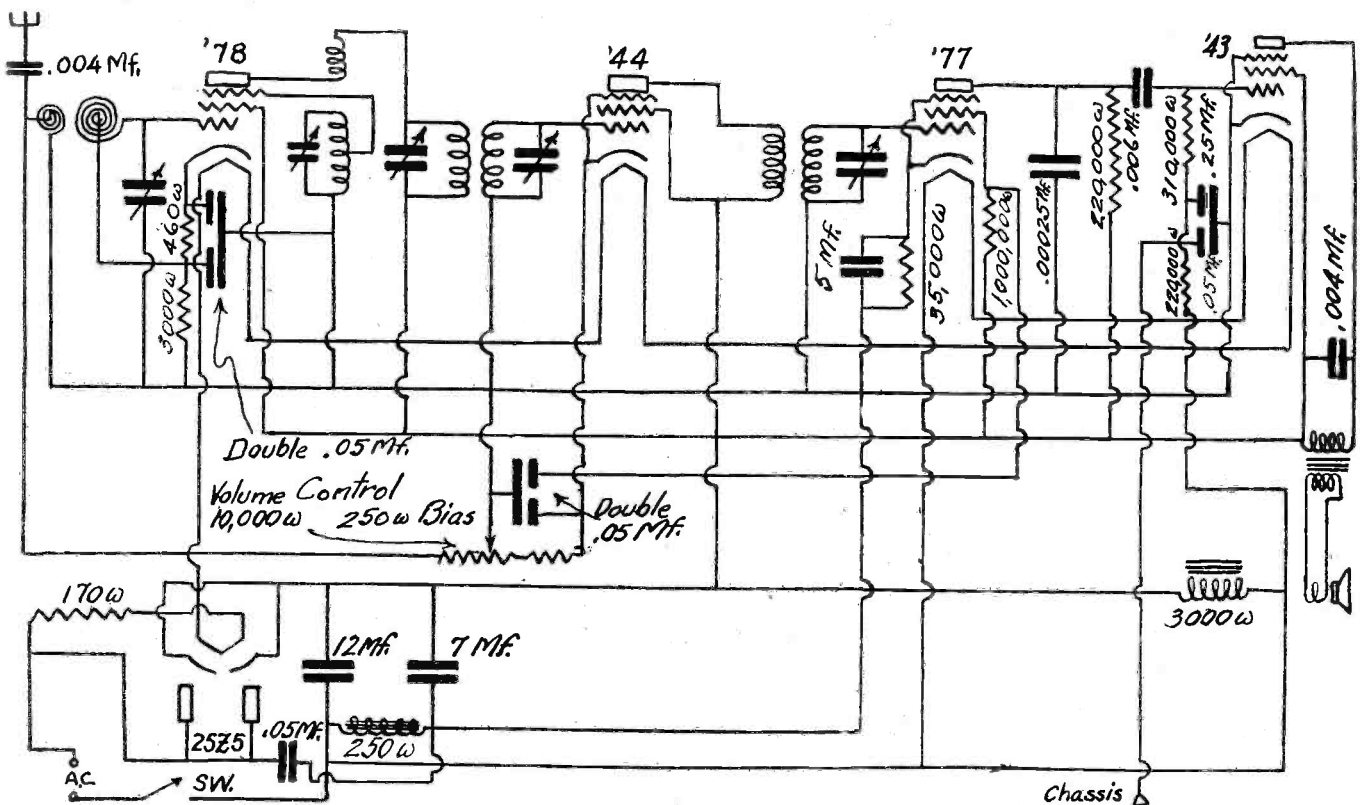 .004 Mf.
'78
'44
'77
'43
460ω
3000ω
5 Mf.
35,000ω
1,000,000ω
.00025Mf.
220,000ω
.006 Mf.
310,000ω
.25 Mf.
220,000ω
.05 Mf.
.004 Mf.
Double .05 Mf.
Volume Control
10,000ω 250ω Bias
Double
.05 Mf.
170ω
12 Mf.
7 Mf.
3000ω
25Z5
.05 Mf.
250ω
A.C.
SW.
Chassis